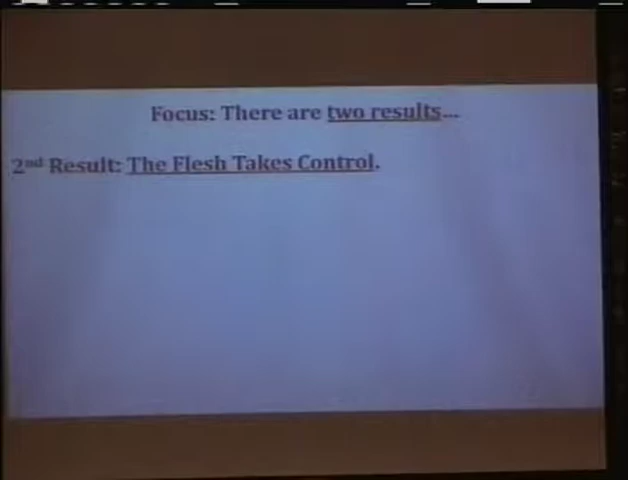 Focus: There are two results...
2nd Result: The Flesh Takes Control.